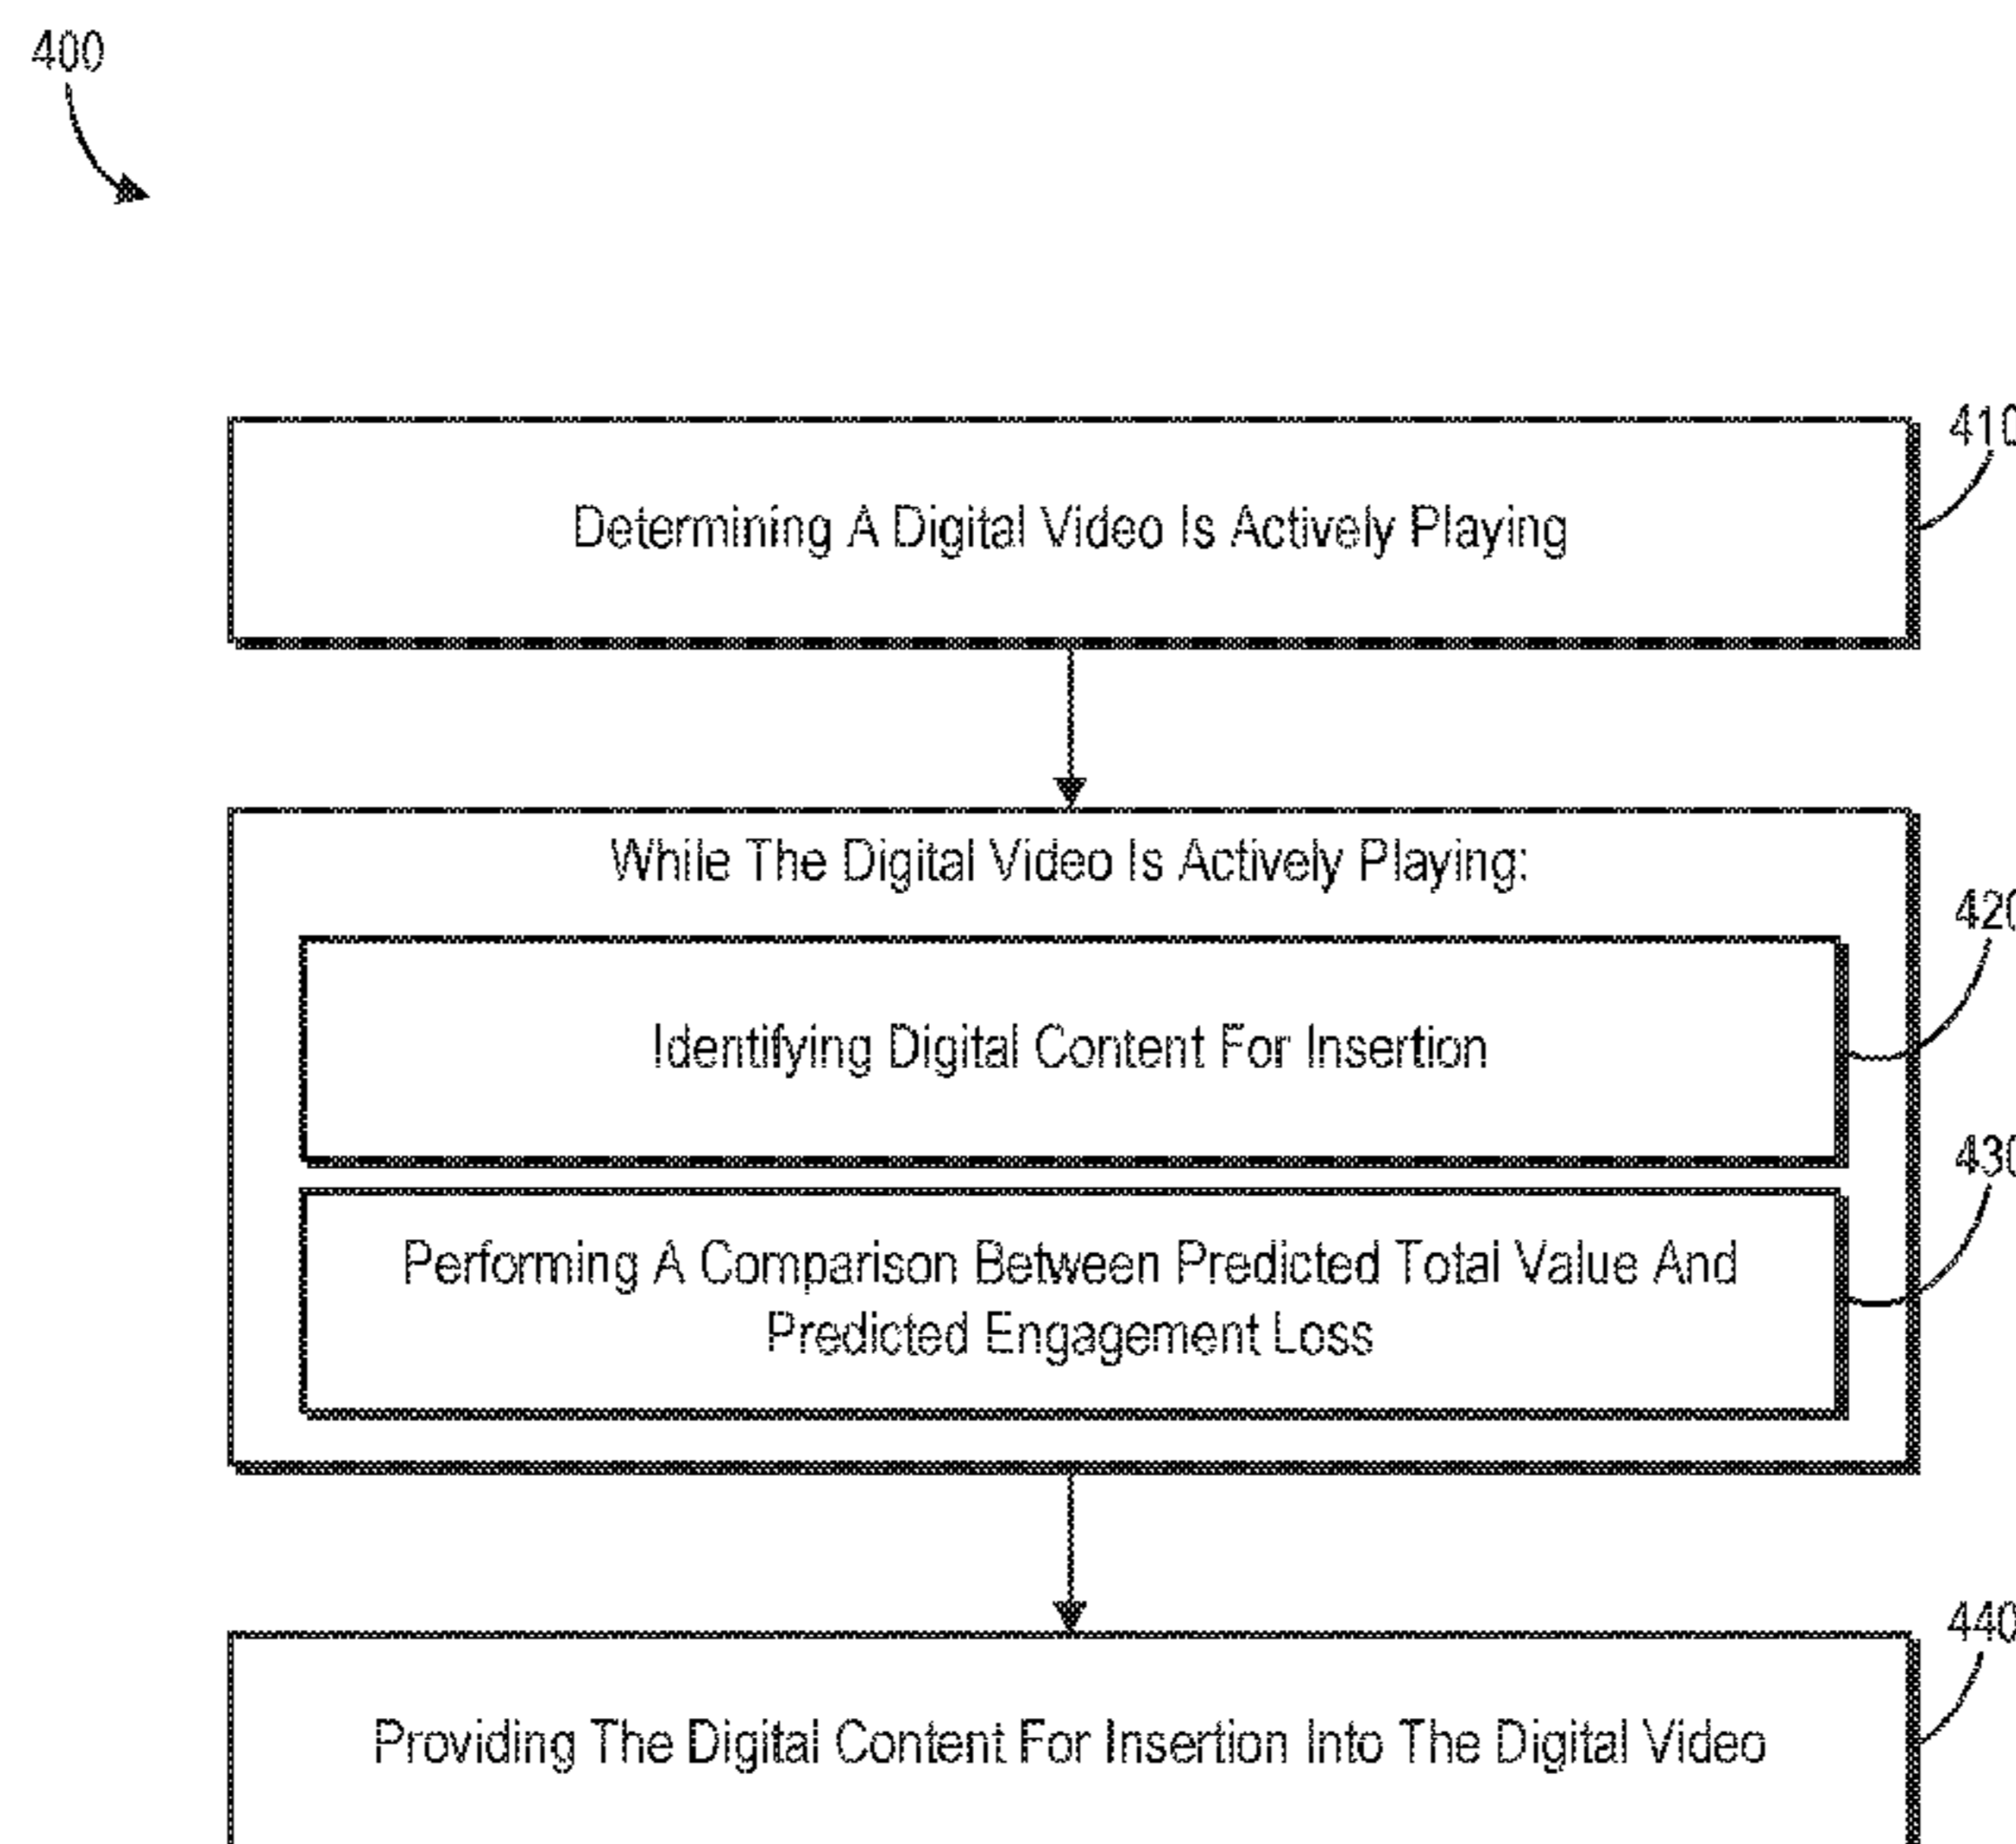 400
410
Determining A Digital Video Is Actively Playing
While The Digital Video Is Actively Playing:
420
Identifying Digital Content For Insertion
430
Performing A Comparison Between Predicted Total Value And
Predicted Engagement Loss
440
Providing The Digital Content For Insertion Into The Digital Video